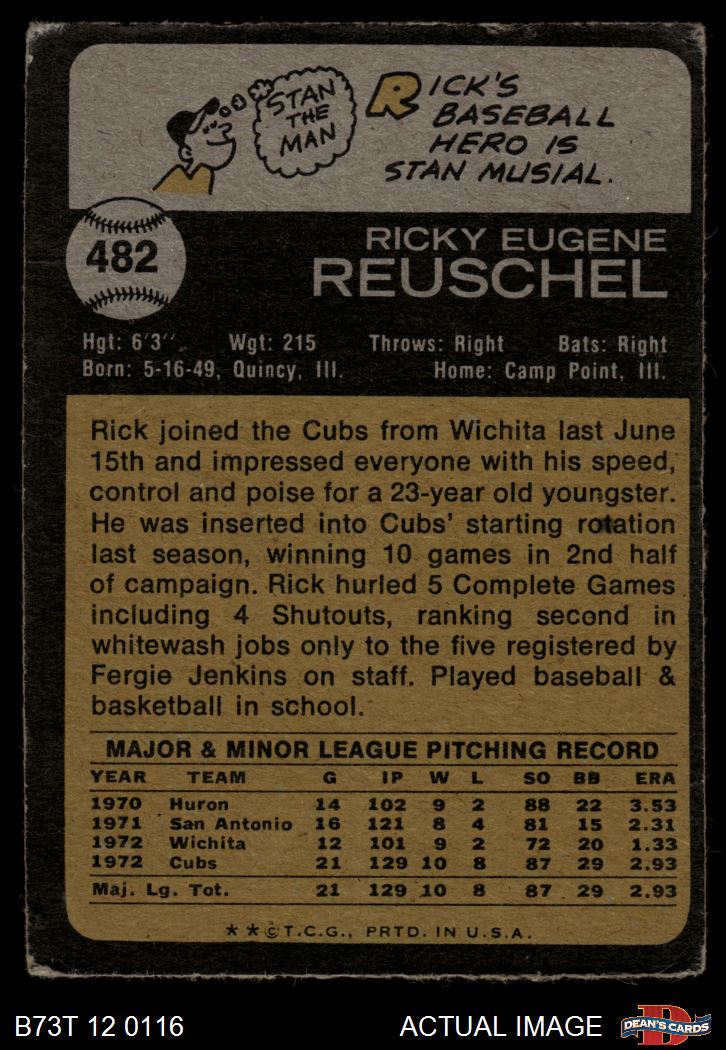 STAN
THE
MAN
RICK'S
BASEBALL
HERO IS
STAN MUSIAL.
482
RICKY EUGENE
REUSCHEL
Hgt: 6'3" Wgt: 215 Throws: Right Bats: Right
Born: 5-16-49, Quincy, Ill. Home: Camp Point, Ill.
Rick joined the Cubs from Wichita last June
15th and impressed everyone with his speed,
control and poise for a 23-year old youngster.
He was inserted into Cubs' starting rotation
last season, winning 10 games in 2nd half
of campaign. Rick hurled 5 Complete Games
including 4 Shutouts, ranking second in
whitewash jobs only to the five registered by
Fergie Jenkins on staff. Played baseball &
basketball in school.
MAJOR & MINOR LEAGUE PITCHING RECORD
YEAR TEAM G IP W L SO BB ERA
1970 Huron 14 102 9 2 88 22 3.53
1971 San Antonio 16 121 8 4 81 15 2.31
1972 Wichita 12 101 9 2 72 20 1.33
1972 Cubs 21 129 10 8 87 29 2.93
Maj. Lg. Tot. 21 129 10 8 87 29 2.93
* * © T.C.G., PRTD. IN U.S.A.
B73T 12 0116 ACTUAL IMAGE
D
DEAN'S CARDS